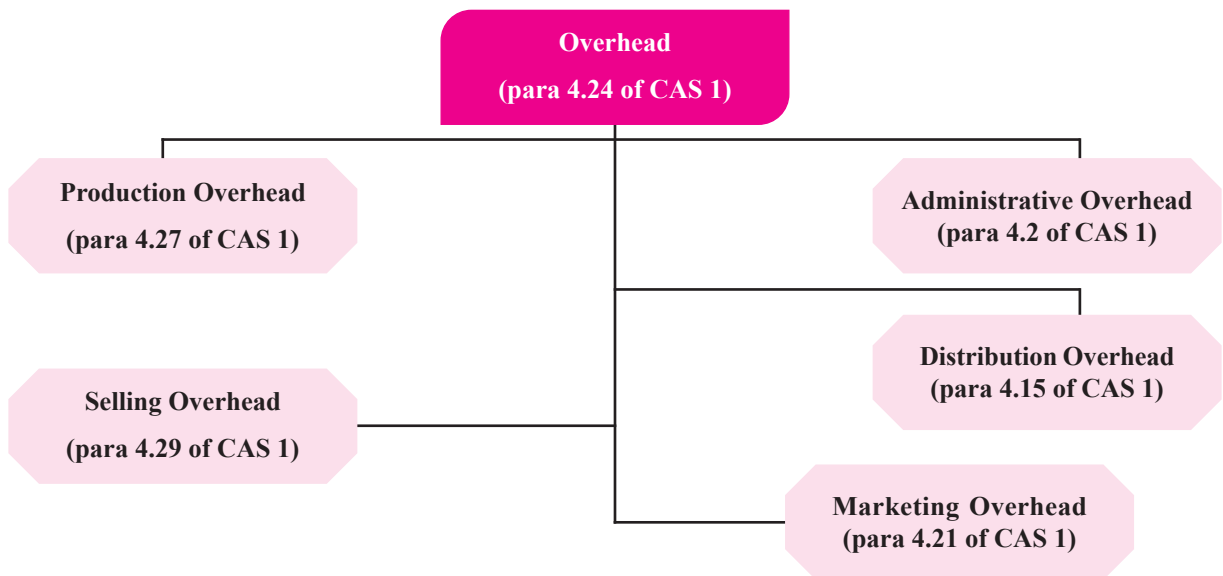 Overhead
(para 4.24 of CAS 1)
Production Overhead
(para 4.27 of CAS 1)
Administrative Overhead
(para 4.2 of CAS 1)
Distribution Overhead
(para 4.15 of CAS 1)
Selling Overhead
(para 4.29 of CAS 1)
Marketing Overhead
(para 4.21 of CAS 1)